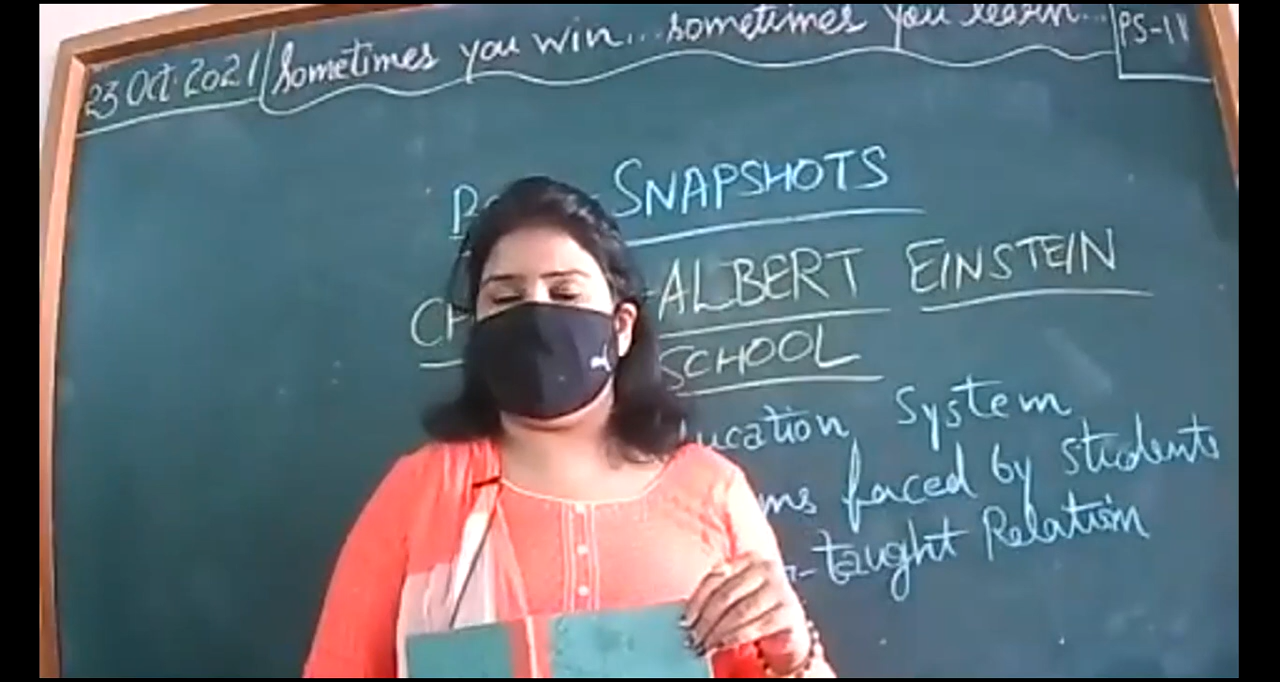 23 Oct. 2021 Sometimes you win... sometimes you learn... PS-11
SNAPSHOTS
ALBERT EINSTEIN
SCHOOL
System
faced by students
-taught Relation